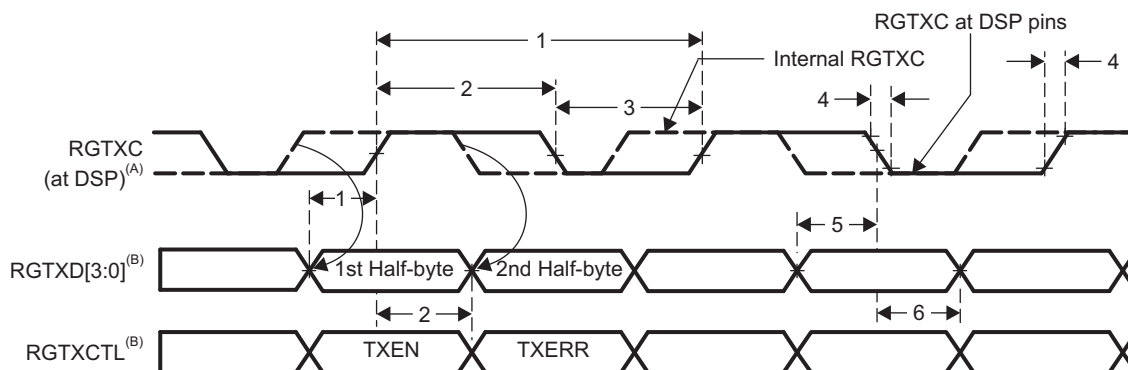 RGTXC at DSP pins
1
Internal RGTXC
4
2
4
3
RGTXC
(at DSP)(A)
1
5
RGTXD[3:0](B)
1st Half-byte
2nd Half-byte
2
6
RGTXCTL(B)
TXEN
TXERR